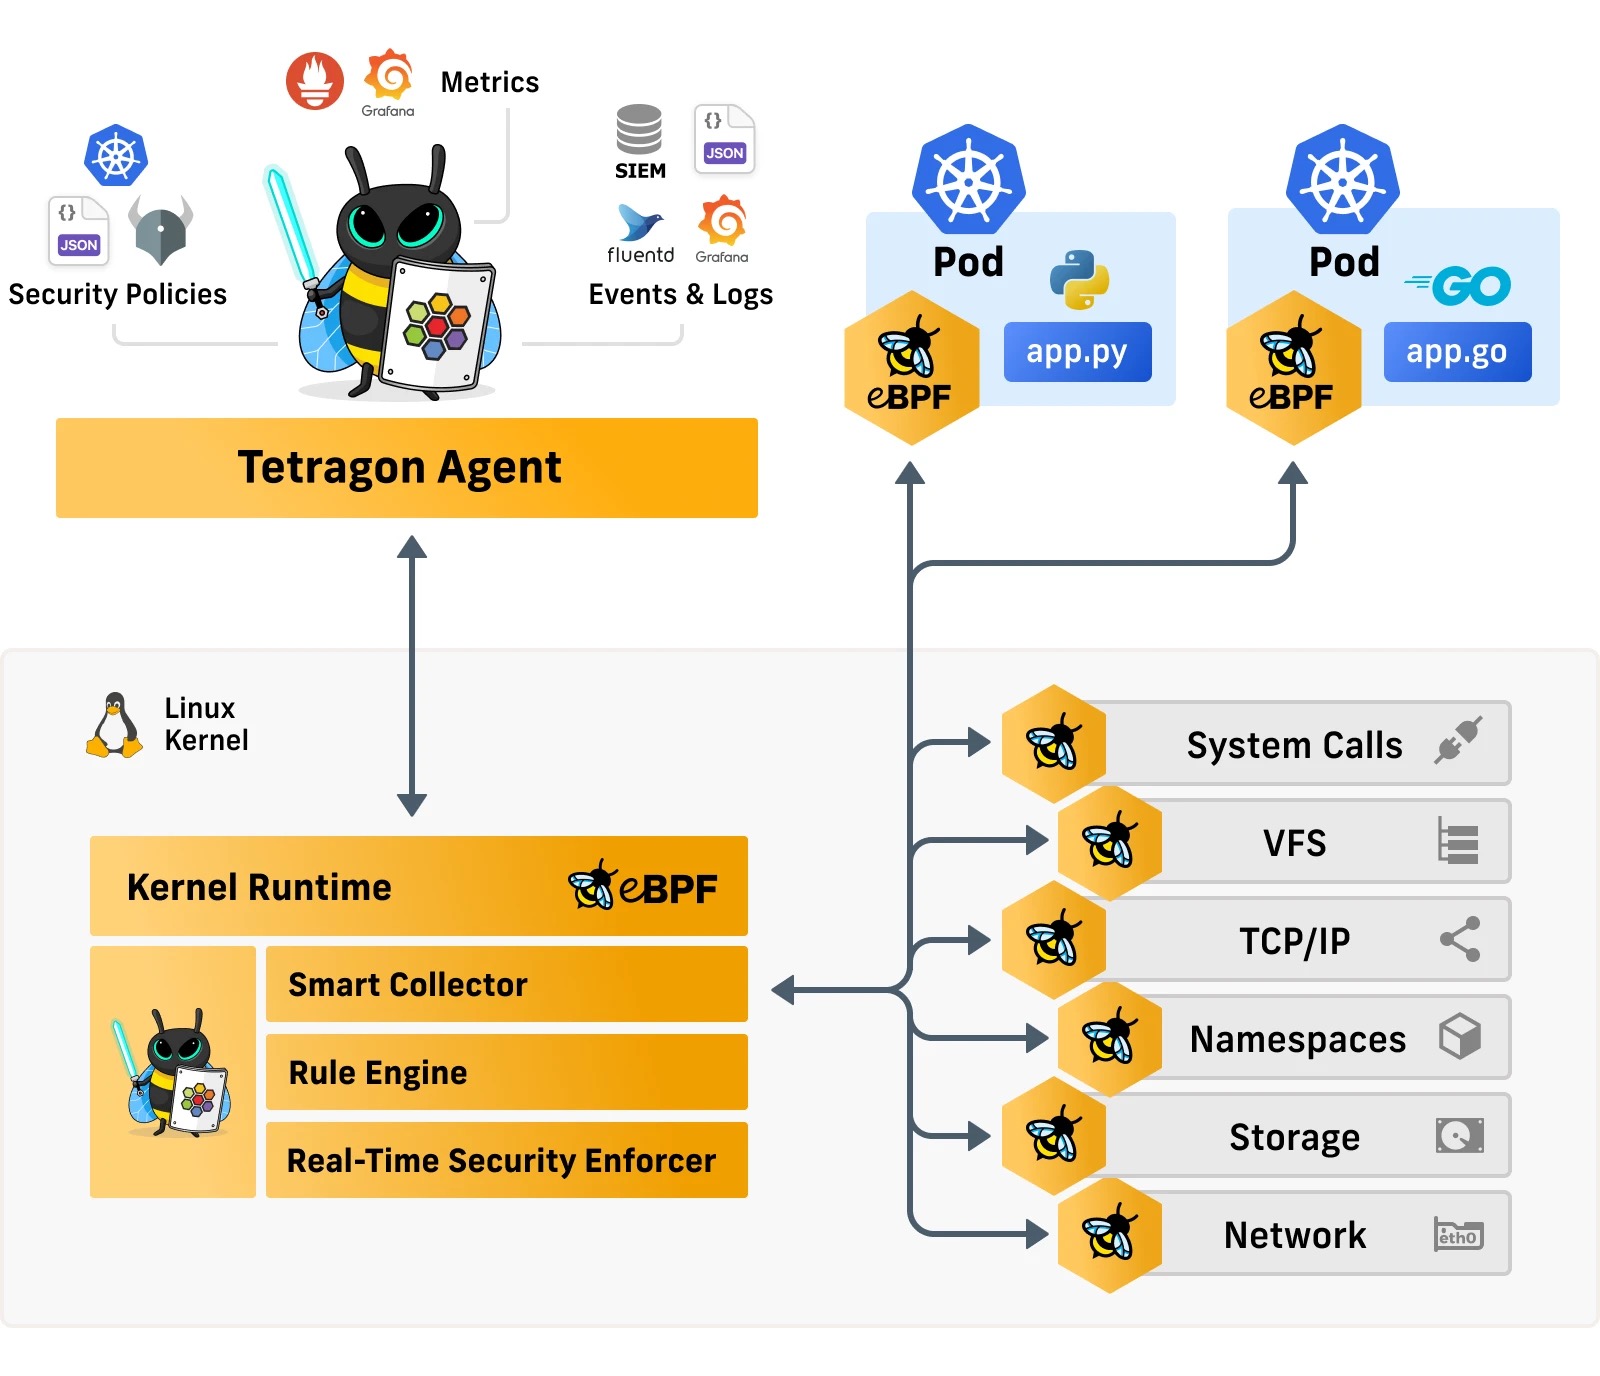 Metrics
Grafana
{}
JSON
Security Policies
SIEM
{}
JSON
fluentd
Grafana
Events & Logs
Tetragon Agent
Pod
eBPF
app.py
Pod
GO
eBPF
app.go
Linux
Kernel
Kernel Runtime
eBPF
Smart Collector
Rule Engine
Real-Time Security Enforcer
System Calls
VFS
TCP/IP
Namespaces
Storage
Network
eth0